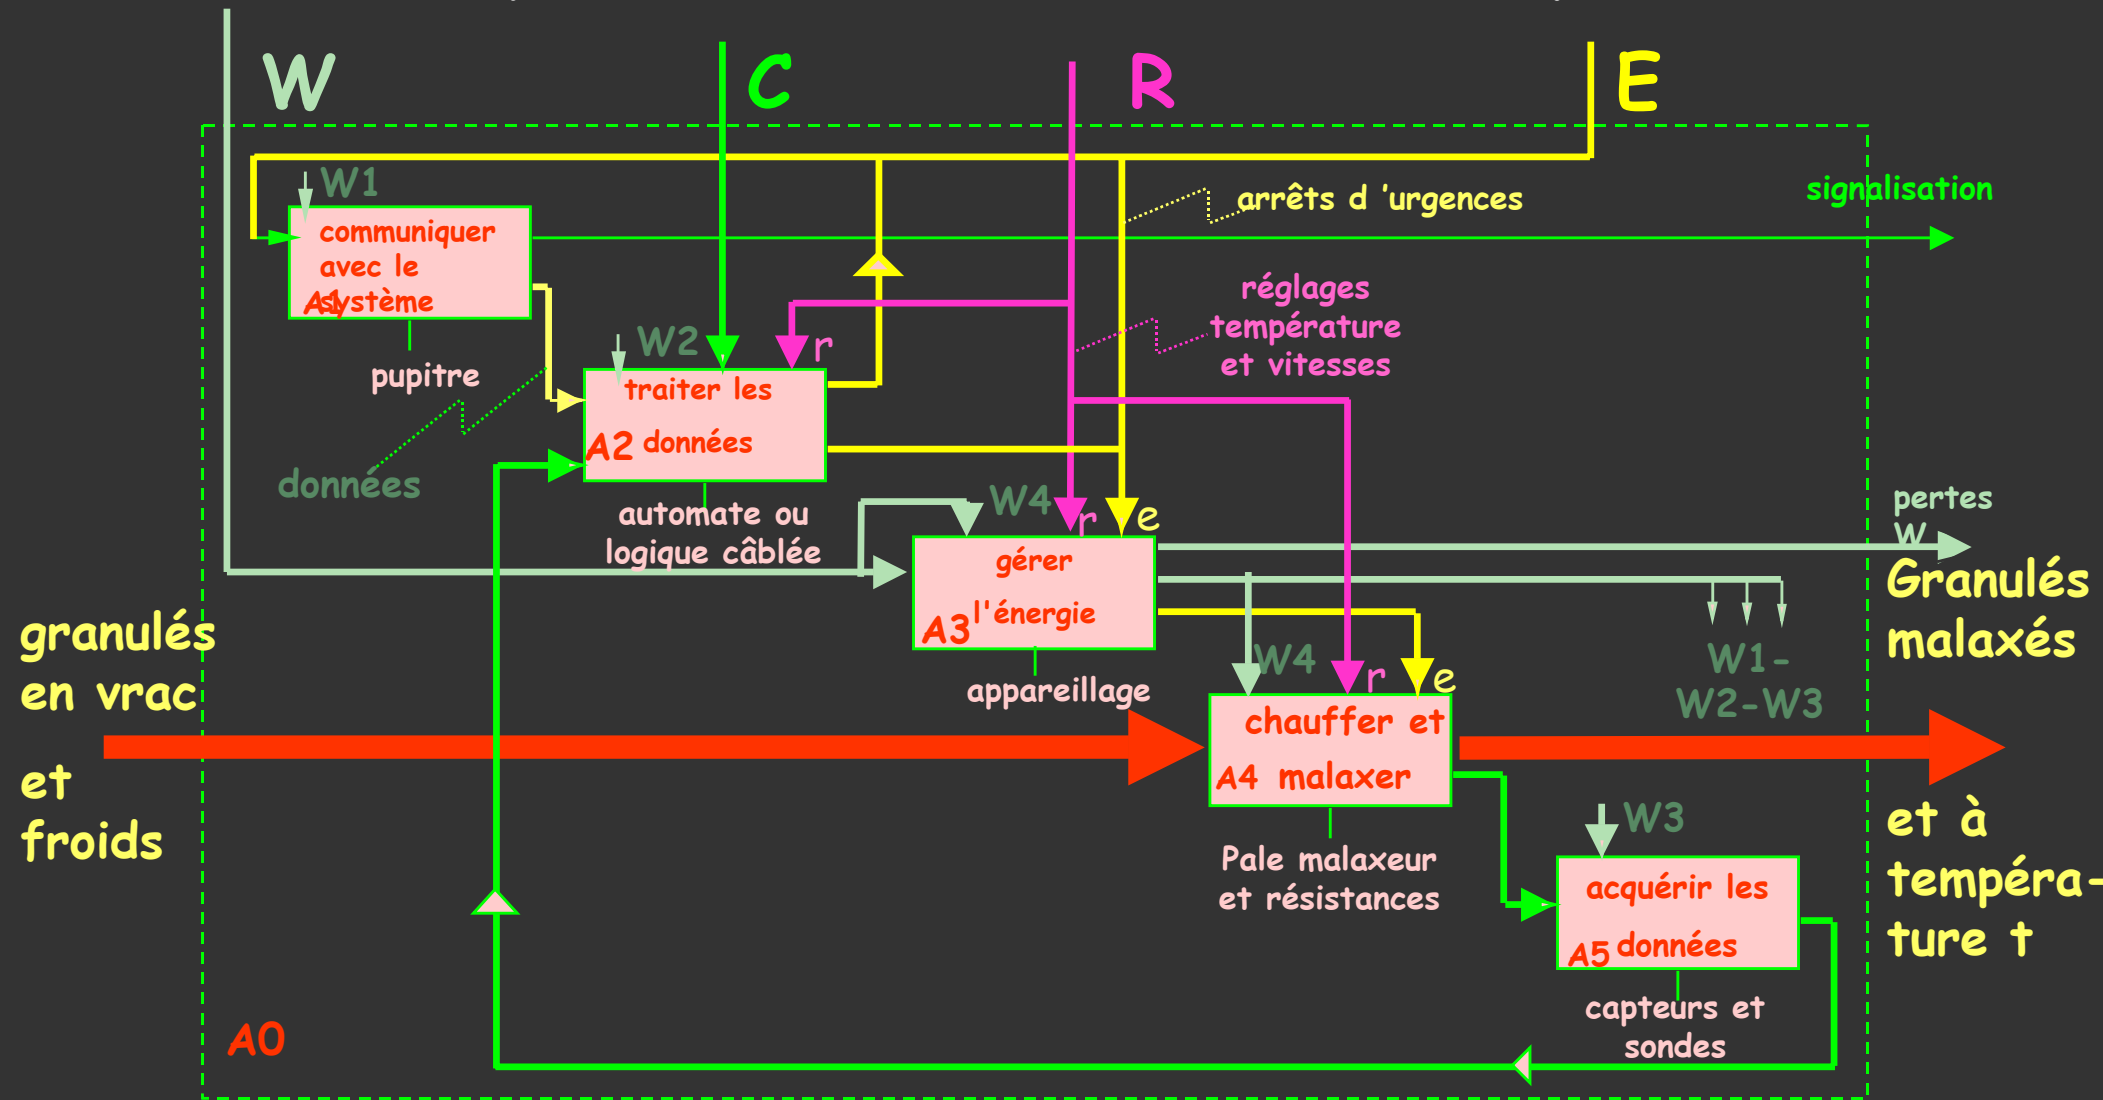 W
C
R
E
W1
communiquer
avec le
système
A1
pupitre
signalisation
arrêts d 'urgences
réglages
température
et vitesses
W2
r
traiter les
A2 données
données
automate ou
logique câblée
W4
r
e
gérer
A3 l'énergie
appareillage
pertes
W
Granulés
malaxés
granulés
en vrac
et
froids
W4
r
e
W1-
W2-W3
chauffer et
A4 malaxer
Pale malaxeur
et résistances
W3
acquérir les
A5 données
capteurs et
sondes
et à
tempéra-
ture t
A0